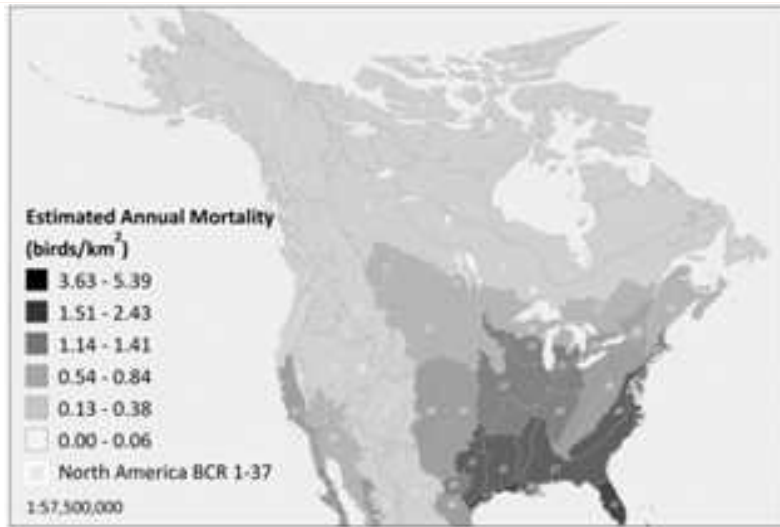 Estimated Annual Mortality
(birds/km²)
3.63 - 5.39
1.51 - 2.43
1.14 - 1.41
0.54 - 0.84
0.13 - 0.38
0.00 - 0.06
North America BCR 1-37
1:57,500,000